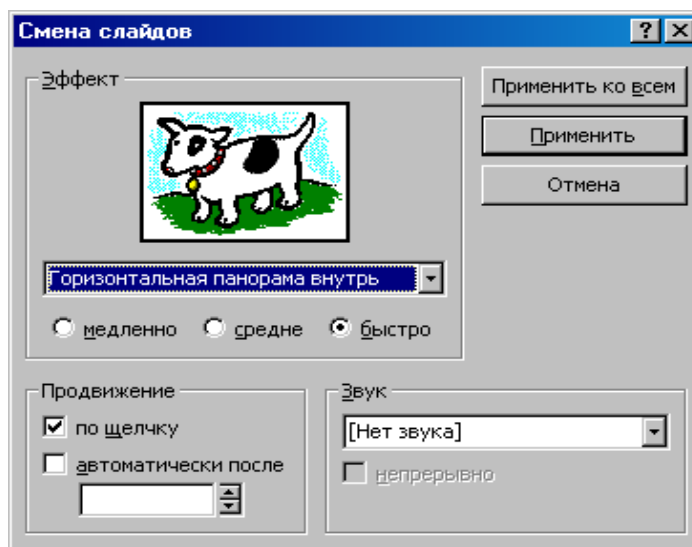 Смена слайдов
Эффект
Применить ко всем
Применить
Отмена
Горизонтальная панорама внутрь
медленно средне быстро
Продвижение
по щелчку
автоматически после
Звук
[Нет звука]
непрерывно